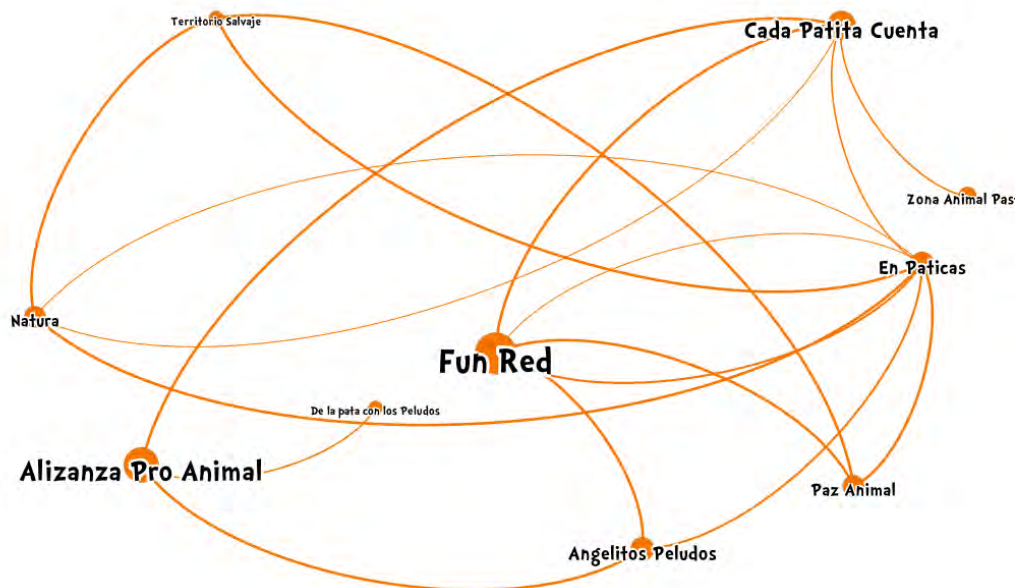 Territorio Salvaje
Cada Patita Cuenta
Zona Animal Past
En Paticas
Natura
Fun Red
De la pata con los Peludos
Alizanza Pro Animal
Paz Animal
Angelitos Peludos